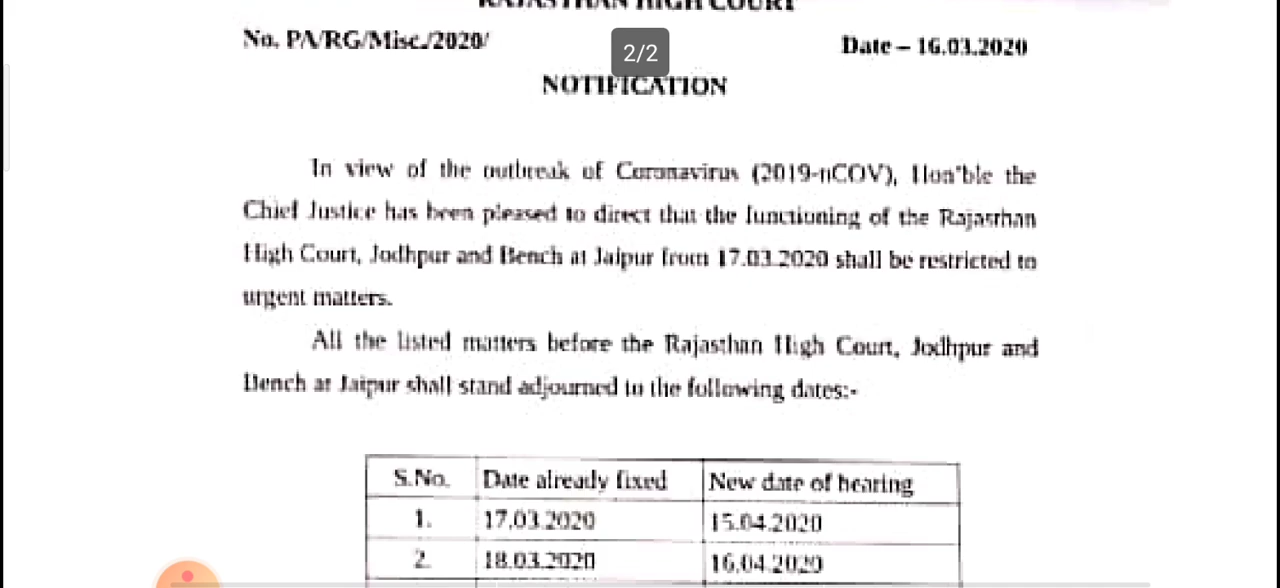 RAJASTHAN HIGH COURT
No. PA/RG/Misc./2020/
Date – 16.03.2020
2/2
NOTIFICATION
In view of the outbreak of Coronavirus (2019-nCOV), Hon'ble the
Chief Justice has been pleased to direct that the functioning of the Rajasthan
High Court, Jodhpur and Bench at Jaipur from 17.03.2020 shall be restricted to
urgent matters.
All the listed matters before the Rajasthan High Court, Jodhpur and
Bench at Jaipur shall stand adjourned to the following dates:-
S.No. Date already fixed New date of hearing
1. 17.03.2020 15.04.2020
2. 18.03.2020 16.04.2020